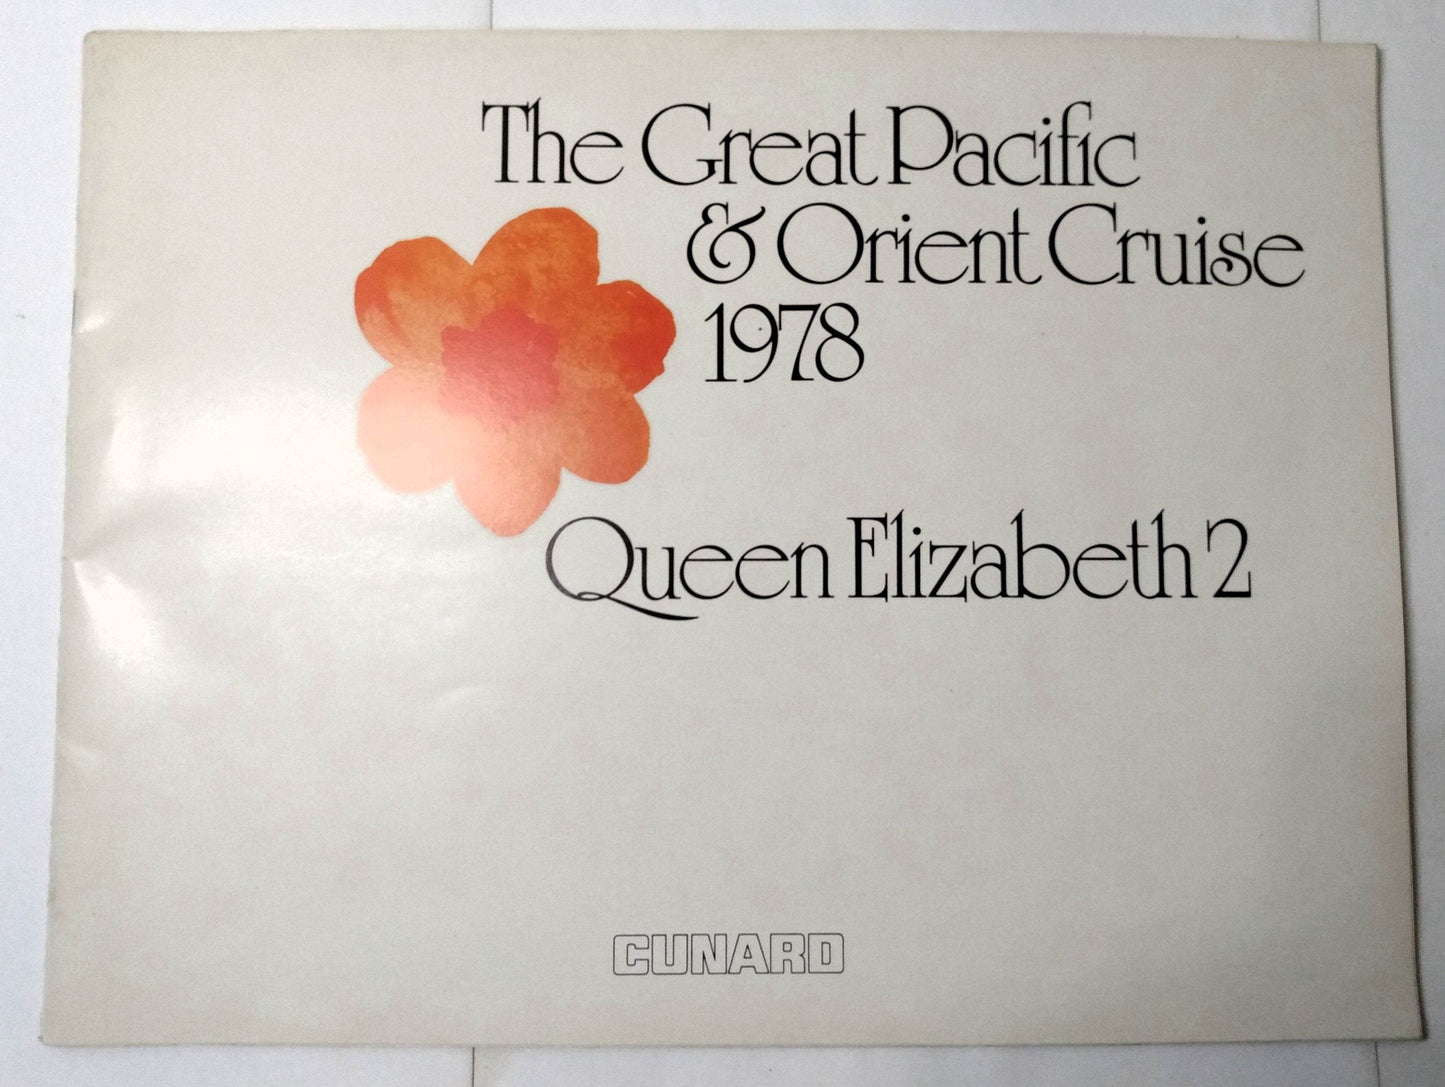 The Great Pacific
& Orient Cruise
1978
Queen Elizabeth 2
CUNARD